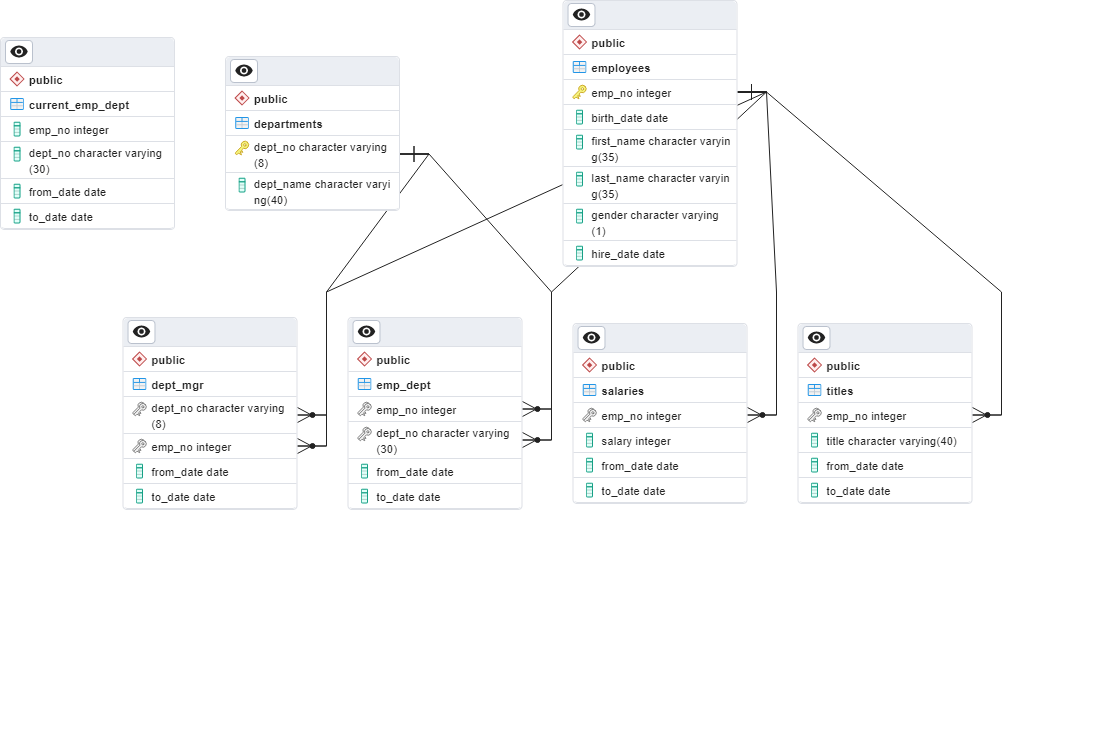 public
current_emp_dept
emp_no integer
dept_no character varying
(30)
from_date date
to_date date
public
departments
dept_no character varying
(8)
dept_name character varyi
ng(40)
public
employees
emp_no integer
birth_date date
first_name character varyin
g(35)
last_name character varyin
g(35)
gender character varying
(1)
hire_date date
public
dept_mgr
dept_no character varying
(8)
emp_no integer
from_date date
to_date date
public
emp_dept
emp_no integer
dept_no character varying
(30)
from_date date
to_date date
public
salaries
emp_no integer
salary integer
from_date date
to_date date
public
titles
emp_no integer
title character varying(40)
from_date date
to_date date